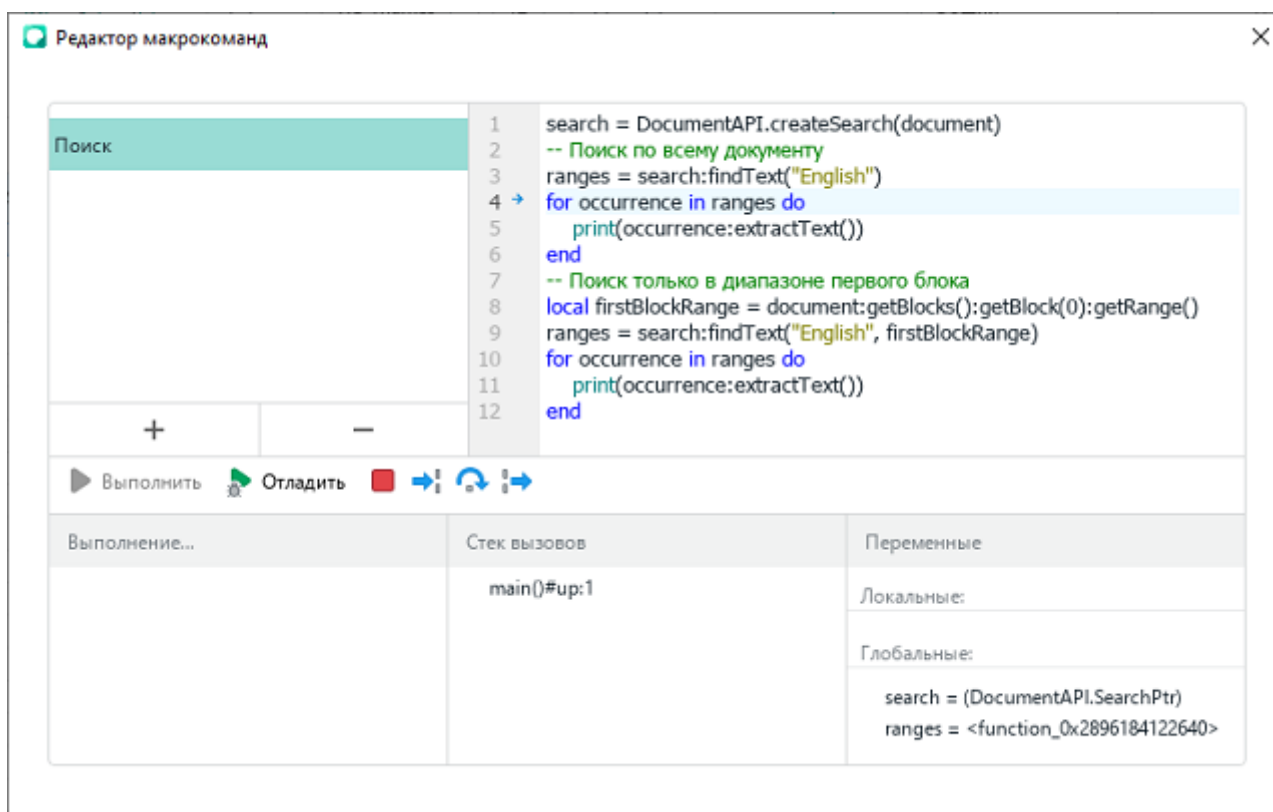 Редактор макрокоманд
Поиск
1 search = DocumentAPI.createSearch(document)
2 -- Поиск по всему документу
3 ranges = search:findText("English")
4 for occurrence in ranges do
5 print(occurrence:extractText())
6 end
7 -- Поиск только в диапазоне первого блока
8 local firstBlockRange = document:getBlocks():getBlock(0):getRange()
9 ranges = search:findText("English", firstBlockRange)
10 for occurrence in ranges do
11 print(occurrence:extractText())
12 end
Выполнить Отладить
Выполнение... Стек вызовов Переменные
main()#up:1
Локальные:
Глобальные:
search = (DocumentAPI.SearchPtr)
ranges = <function_0x2896184122640>